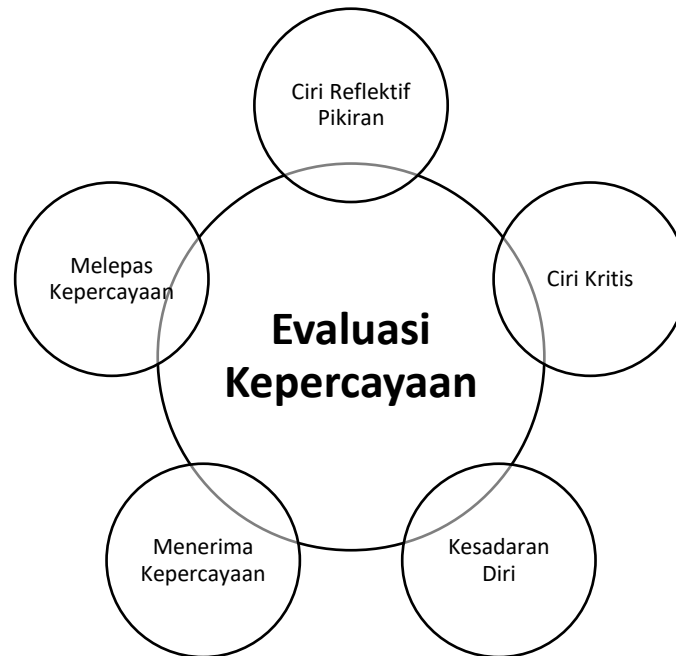 Ciri Reflektif
Pikiran
Melepas
Kepercayaan
Ciri Kritis
Evaluasi
Kepercayaan
Menerima
Kepercayaan
Kesadaran
Diri